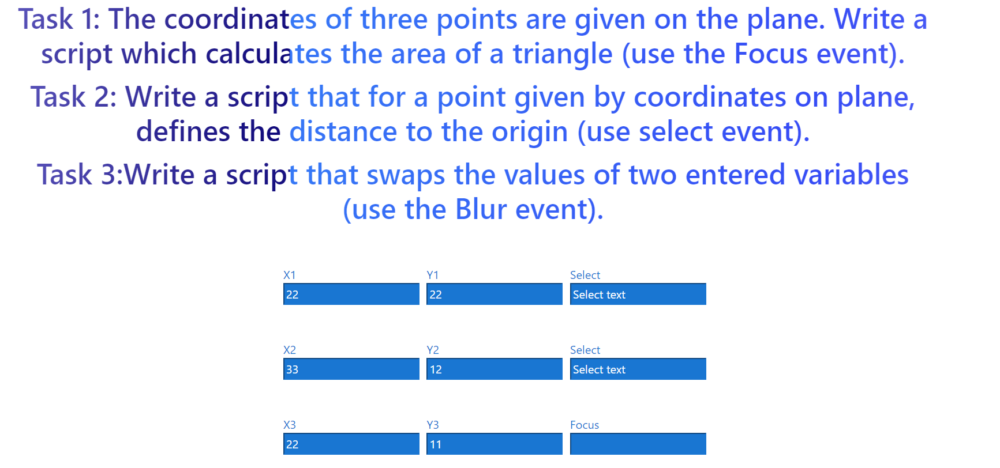 Task 1: The coordinates of three points are given on the plane. Write a
script which calculates the area of a triangle (use the Focus event).
Task 2: Write a script that for a point given by coordinates on plane,
defines the distance to the origin (use select event).
Task 3:Write a script that swaps the values of two entered variables
(use the Blur event).
X1 Y1 Select
22 22 Select text
X2 Y2 Select
33 12 Select text
X3 Y3 Focus
22 11